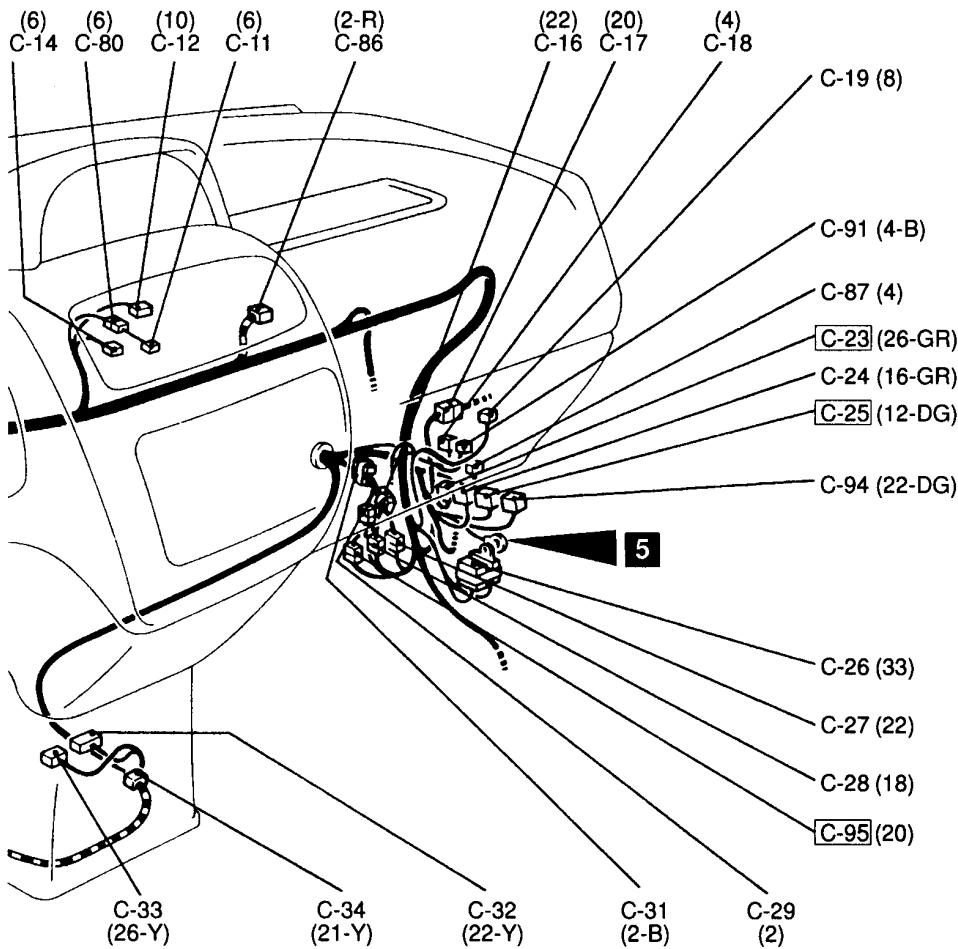 (6) (6) (10) (6) (2-R) (22) (20) (4)
C-14 C-80 C-12 C-11 C-86 C-16 C-17 C-18
C-19 (8)
C-91 (4-B)
C-87 (4)
C-23 (26-GR)
C-24 (16-GR)
C-25 (12-DG)
C-94 (22-DG)
5
C-26 (33)
C-27 (22)
C-28 (18)
C-95 (20)
C-33 C-34 C-32 C-31 C-29
(26-Y) (21-Y) (22-Y) (2-B) (2)